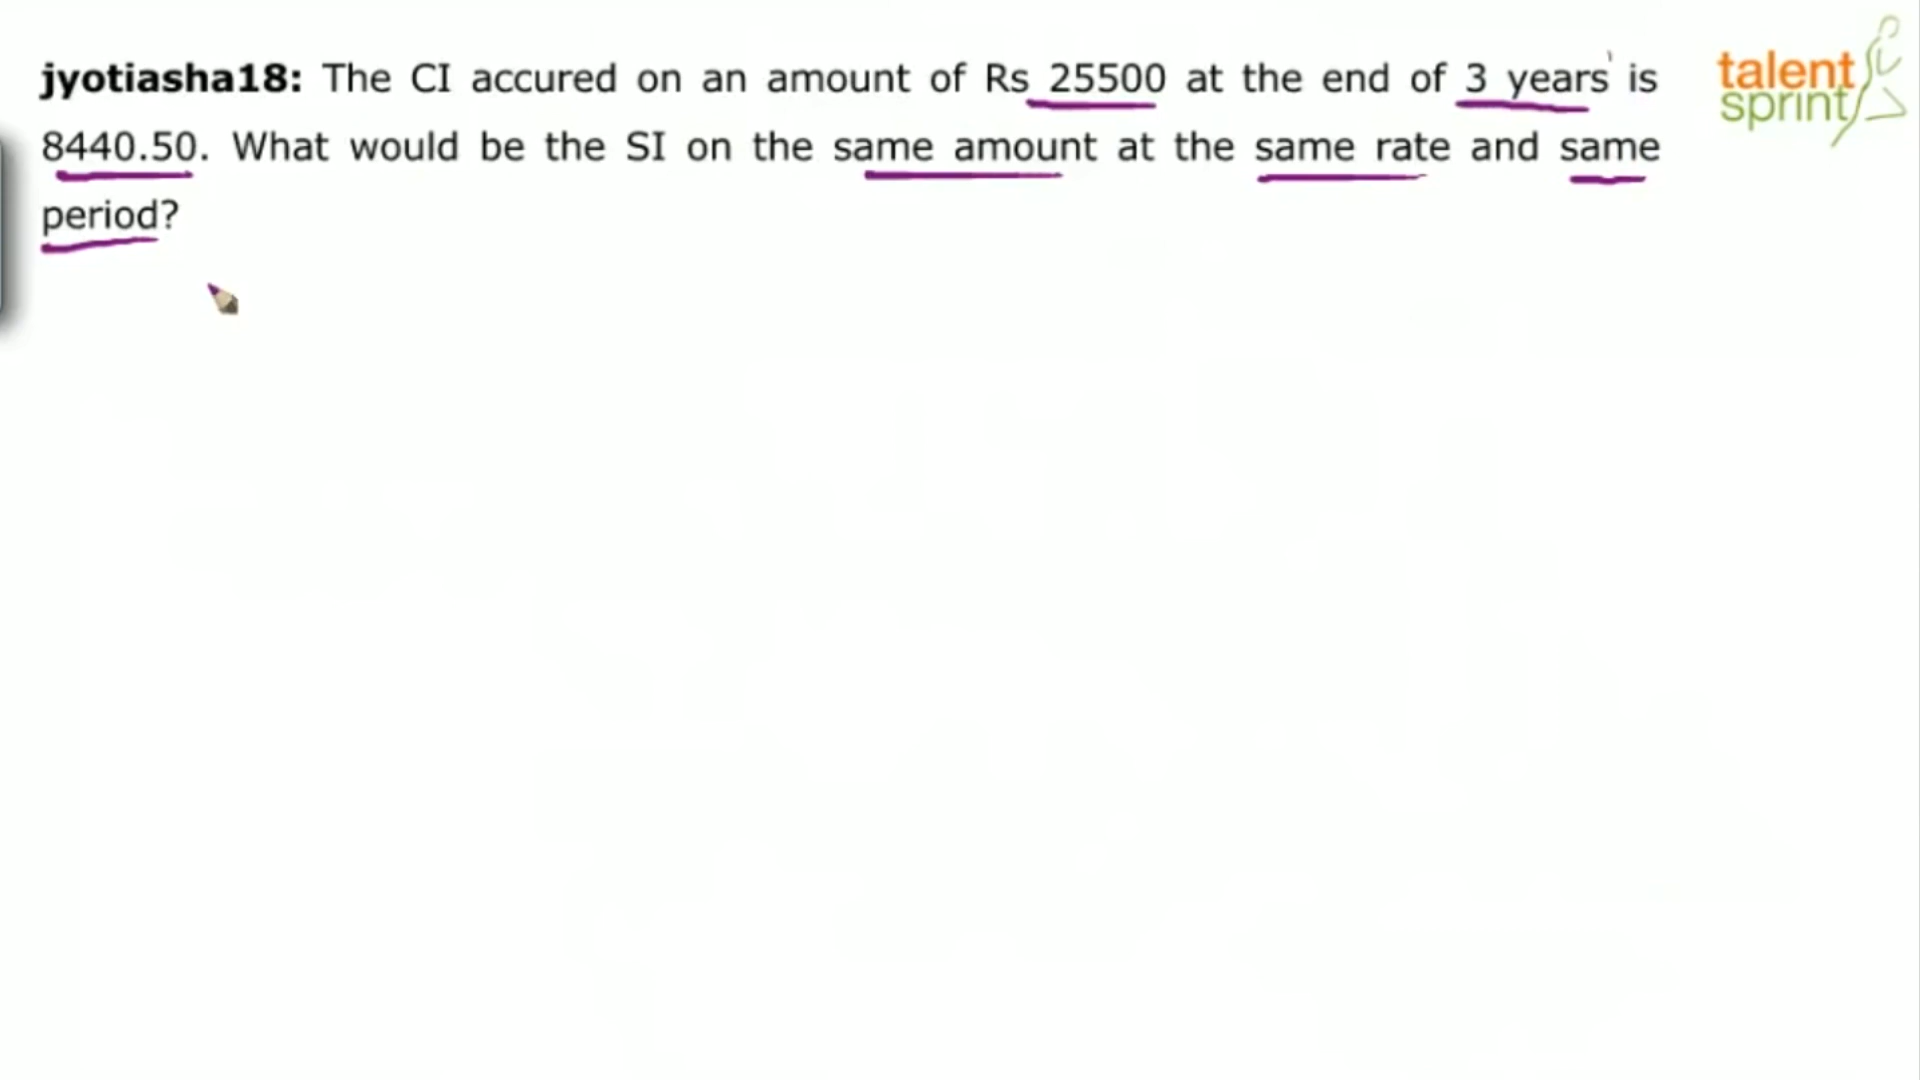 jyotiasha18: The CI accured on an amount of Rs 25500 at the end of 3 years is
8440.50. What would be the SI on the same amount at the same rate and same
period?
talent
sprint